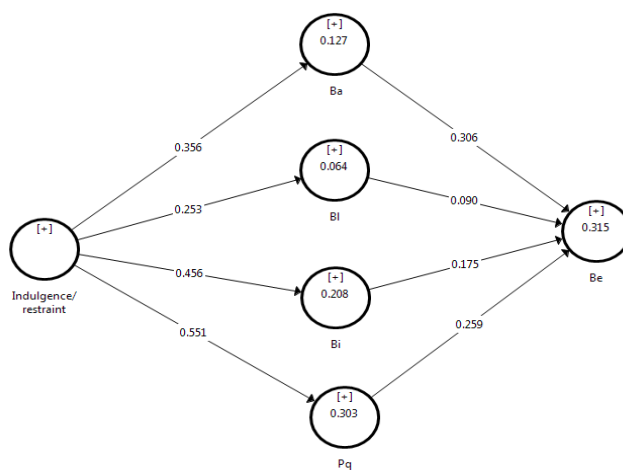 [+]
0.127
Ba
0.356
0.306
[+]
0.064
Bl
0.253
0.090
[+]
Indulgence/
restraint
[+]
0.315
Be
0.456
0.175
[+]
0.208
Bi
0.551
0.259
[+]
0.303
Pq